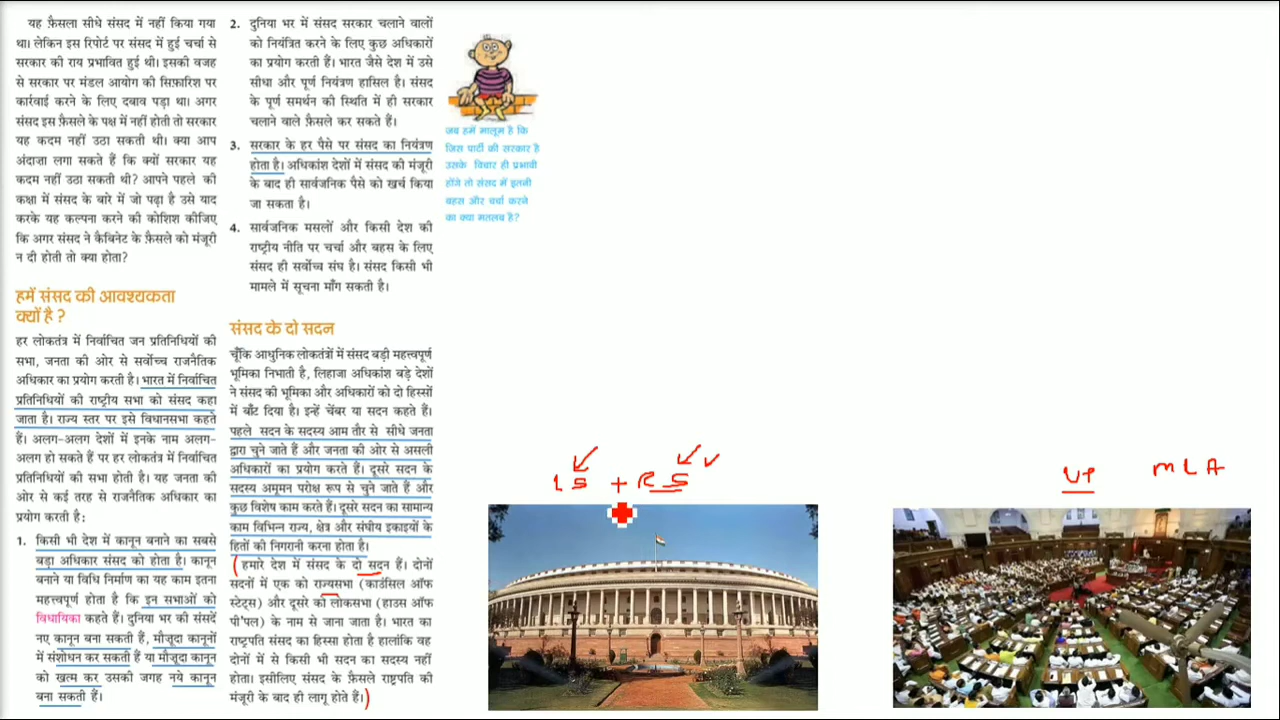 यह फ़ैसला सीधे संसद में नहीं किया गया
था। लेकिन इस रिपोर्ट पर संसद में हुई चर्चा से
सरकार की राय प्रभावित हुई थी। इसकी वजह
से सरकार पर मंडल आयोग की सिफ़ारिश पर
कार्रवाई करने के लिए दबाव पड़ा था। अगर
संसद इस फ़ैसले के पक्ष में नहीं होती तो सरकार
यह कदम नहीं उठा सकती थी। क्या आप
अंदाज़ा लगा सकते हैं कि क्यों सरकार यह
कदम नहीं उठा सकती थी? आपने पहले की
कक्षा में संसद के बारे में जो पढ़ा है उसे याद
करके यह कल्पना करने की कोशिश कीजिए
कि अगर संसद ने कैबिनेट के फ़ैसले को मंजूरी
न दी होती तो क्या होता?
हमें संसद की आवश्यकता
क्यों है ?
हर लोकतंत्र में निर्वाचित जन प्रतिनिधियों की
सभा, जनता की ओर से सर्वोच्च राजनैतिक
अधिकार का प्रयोग करती है। भारत में निर्वाचित
प्रतिनिधियों की राष्ट्रीय सभा को संसद कहा
जाता है। राज्य स्तर पर इसे विधानसभा कहते
हैं। अलग-अलग देशों में इनके नाम अलग-
अलग हो सकते हैं पर हर लोकतंत्र में निर्वाचित
प्रतिनिधियों की सभा होती है। यह जनता की
ओर से कई तरह से राजनैतिक अधिकार का
प्रयोग करती है :
1. किसी भी देश में कानून बनाने का सबसे
बड़ा अधिकार संसद को होता है। कानून
बनाने या विधि निर्माण का यह काम इतना
महत्त्वपूर्ण होता है कि इन सभाओं को
विधायिका कहते हैं। दुनिया भर की संसदें
नए कानून बना सकती हैं, मौजूदा कानूनों
में संशोधन कर सकती हैं या मौजूदा कानून
को खत्म कर उसकी जगह नये कानून
बना सकती हैं।
2. दुनिया भर में संसद सरकार चलाने वालों
को नियंत्रित करने के लिए कुछ अधिकारों
का प्रयोग करती हैं। भारत जैसे देश में उसे
सीधा और पूर्ण नियंत्रण हासिल है। संसद
के पूर्ण समर्थन की स्थिति में ही सरकार
चलाने वाले फ़ैसले कर सकते हैं।
3. सरकार के हर पैसे पर संसद का नियंत्रण
होता है। अधिकांश देशों में संसद की मंजूरी
के बाद ही सार्वजनिक पैसे को खर्च किया
जा सकता है।
4. सार्वजनिक मसलों और किसी देश की
राष्ट्रीय नीति पर चर्चा और बहस के लिए
संसद ही सर्वोच्च संघ है। संसद किसी भी
मामले में सूचना माँग सकती है।
संसद के दो सदन
चूँकि आधुनिक लोकतंत्रों में संसद बड़ी महत्त्वपूर्ण
भूमिका निभाती है, लिहाजा अधिकांश बड़े देशों
ने संसद की भूमिका और अधिकारों को दो हिस्सों
में बाँट दिया है। इन्हें चेंबर या सदन कहते हैं।
पहले सदन के सदस्य आम तौर से सीधे जनता
द्वारा चुने जाते हैं और जनता की ओर से असली
अधिकारों का प्रयोग करते हैं। दूसरे सदन के
सदस्य अमूमन परोक्ष रूप से चुने जाते हैं और
कुछ विशेष काम करते हैं। दूसरे सदन का सामान्य
काम विभिन्न राज्य, क्षेत्र और संघीय इकाइयों के
हितों की निगरानी करना होता है।
( हमारे देश में संसद के दो सदन हैं। दोनों
सदनों में एक को राज्यसभा (काउंसिल ऑफ
स्टेट्स) और दूसरे को लोकसभा (हाउस ऑफ
पी'पल) के नाम से जाना जाता है। भारत का
राष्ट्रपति संसद का हिस्सा होता है हालांकि वह
दोनों में से किसी भी सदन का सदस्य नहीं
होता। इसीलिए संसद के फ़ैसले राष्ट्रपति की
मंजूरी के बाद ही लागू होते हैं।)
जब हमें मालूम है कि
जिस पार्टी की सरकार है
उसके विचार ही प्रभावी
होंगे तो संसद में इतनी
बहस और चर्चा करने
का क्या मतलब है?
LS + RS
UP MLA